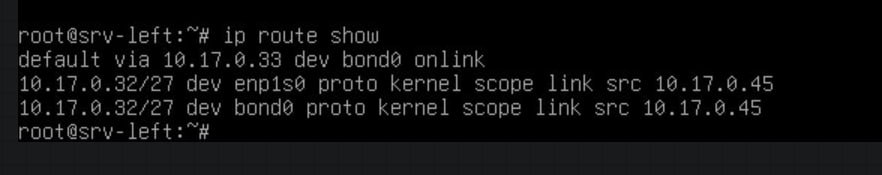 root@srv-left:~# ip route show
default via 10.17.0.33 dev bond0 onlink
10.17.0.32/27 dev enp1s0 proto kernel scope link src 10.17.0.45
10.17.0.32/27 dev bond0 proto kernel scope link src 10.17.0.45
root@srv-left:~#